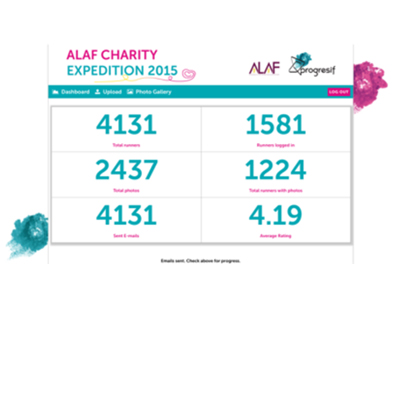 ALAF CHARITY
EXPEDITION 2015
ALAF
progresif
Dashboard Upload Photo Gallery LOG OUT
4131 1581
Total runners Runners logged in
2437 1224
Total photos Total runners with photos
4131 4.19
Sent E-mails Average Rating
Emails sent. Check above for progress.